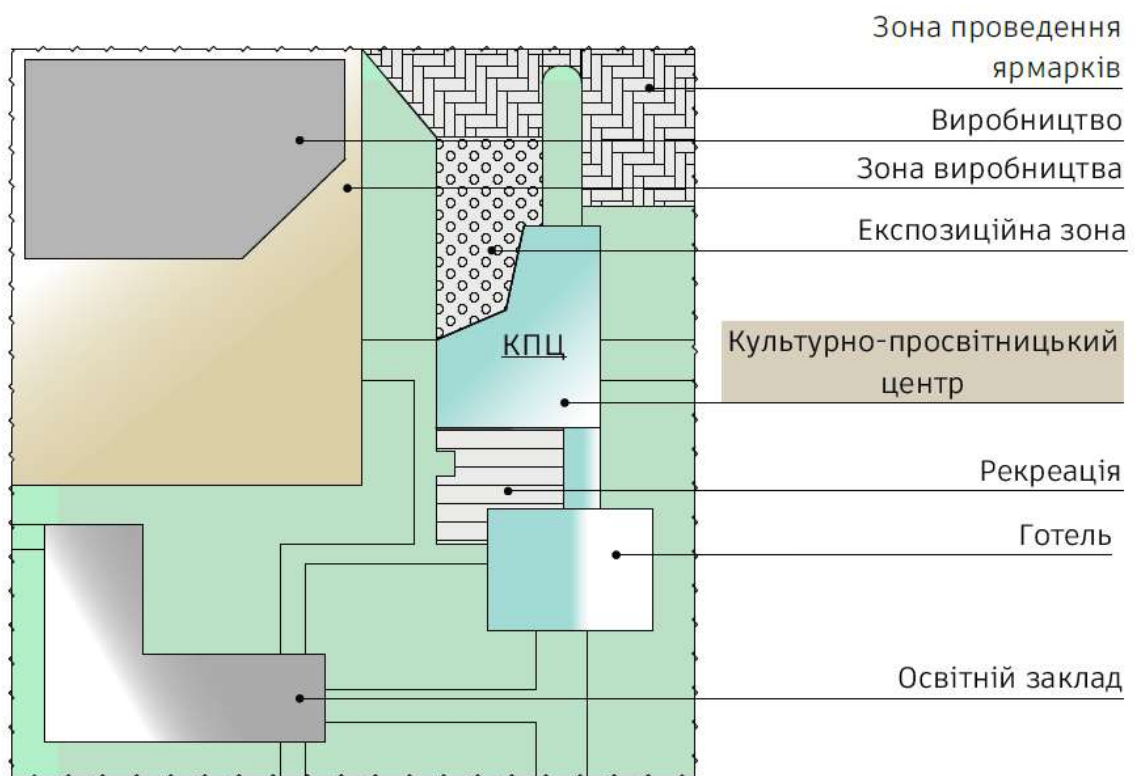 Зона проведення
ярмарків
Виробництво
Зона виробництва
Експозиційна зона
КПЦ
Культурно-просвітницький
центр
Рекреація
Готель
Освітній заклад